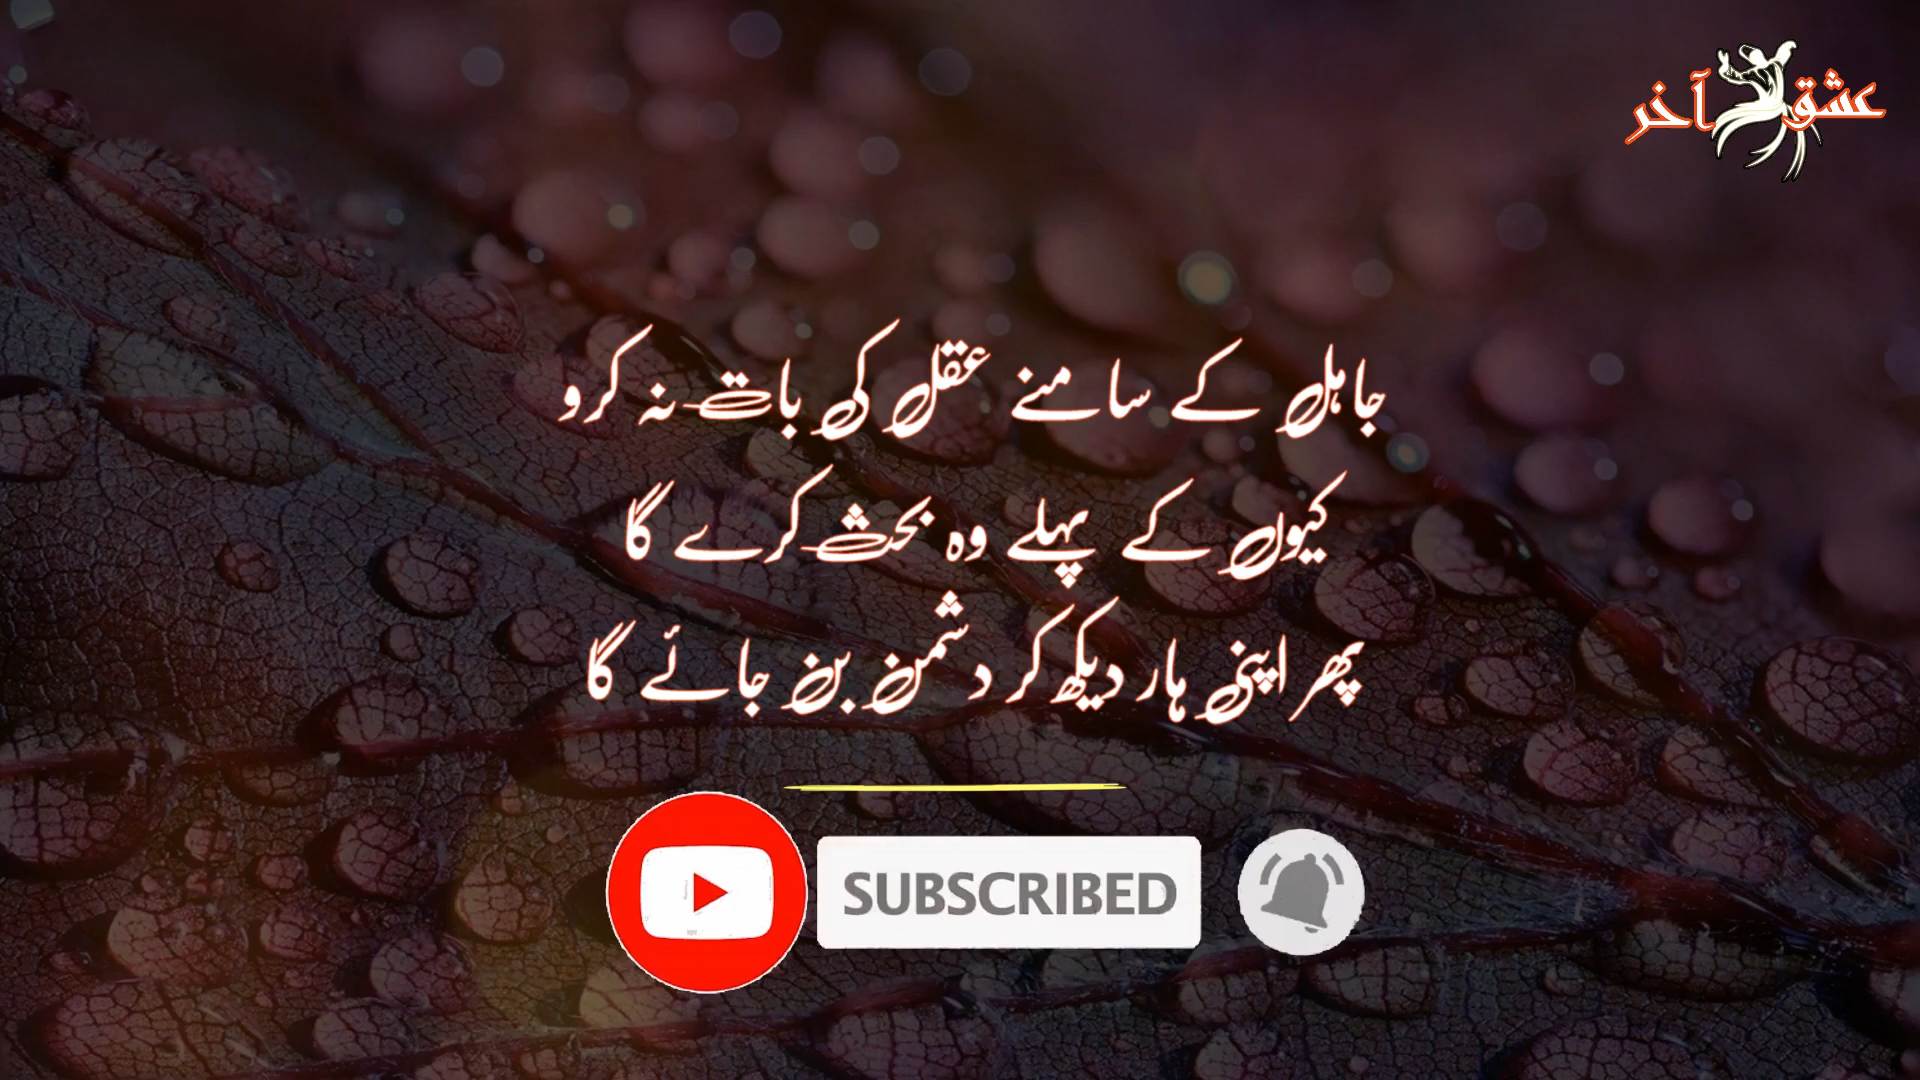 عشق آخر
جاہل کے سامنے عقل کی بات نہ کرو
کیوں کے پہلے وہ بحث کرے گا
پھر اپنی ہار دیکھ کر دشمن بن جائے گا
SUBSCRIBED